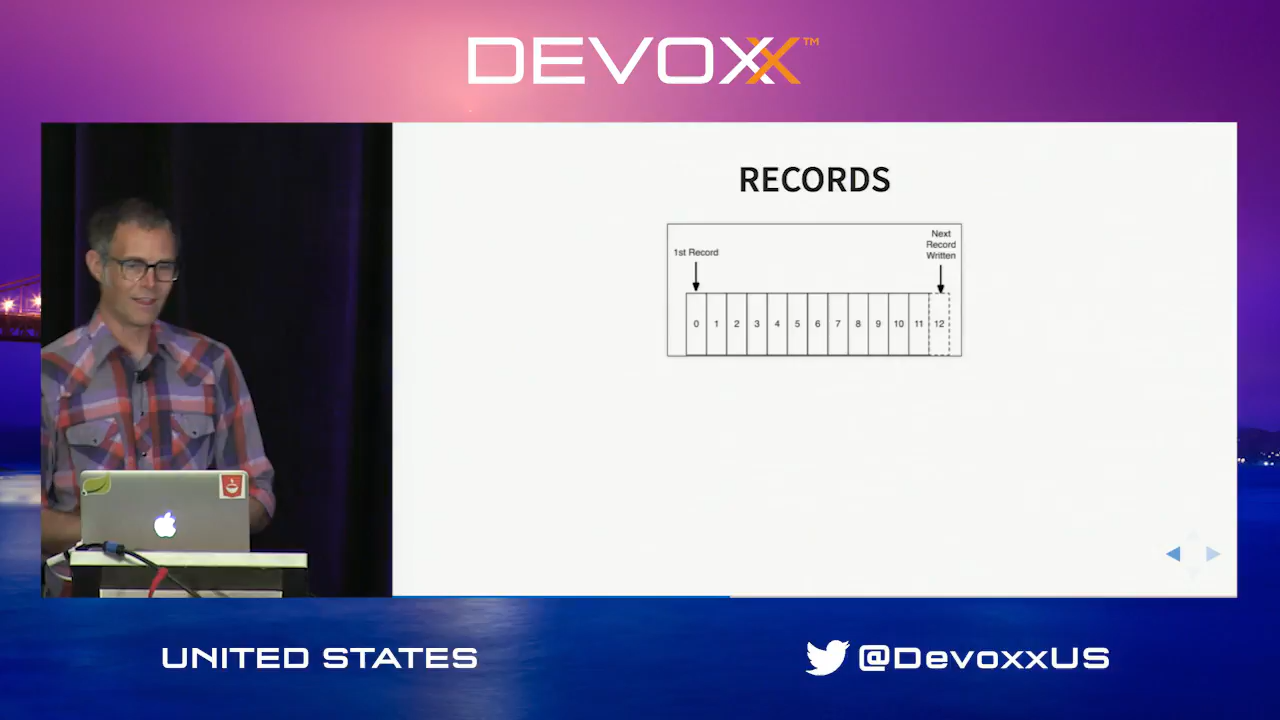 DEVOXX™
RECORDS
1st Record
Next
Record
Written
0 1 2 3 4 5 6 7 8 9 10 11 12
UNITED STATES
@DevoxxUS